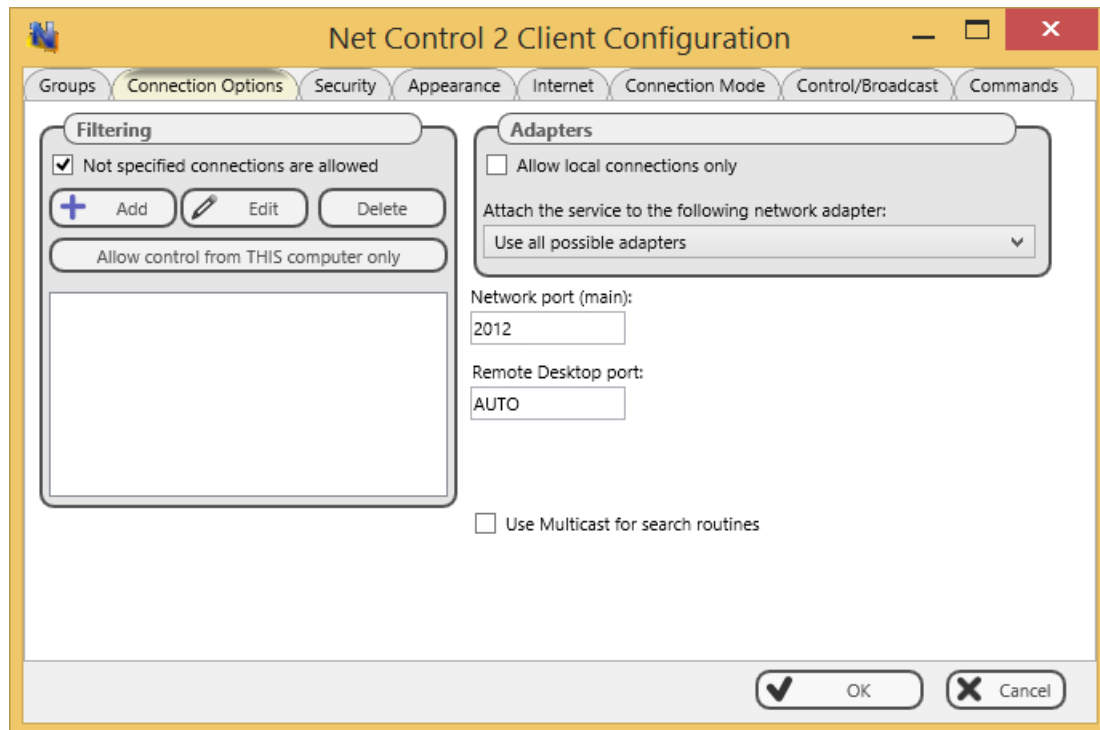 Net Control 2 Client Configuration
Groups
Connection Options
Security
Appearance
Internet
Connection Mode
Control/Broadcast
Commands
Filtering
Not specified connections are allowed
Add
Edit
Delete
Allow control from THIS computer only
Adapters
Allow local connections only
Attach the service to the following network adapter:
Use all possible adapters
Network port (main):
2012
Remote Desktop port:
AUTO
Use Multicast for search routines
OK
Cancel